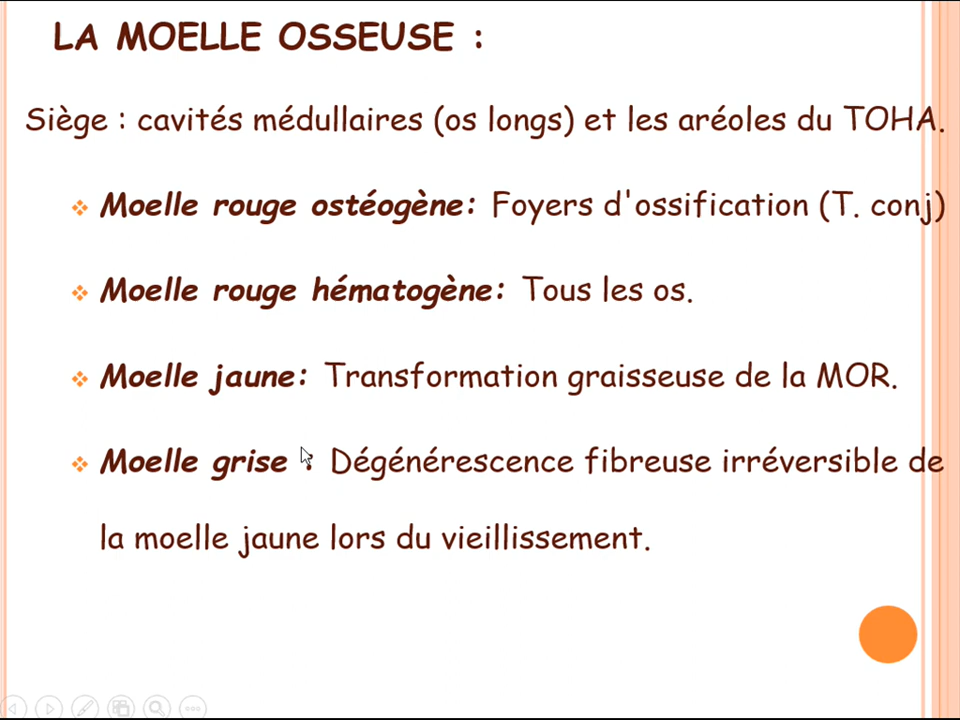 LA MOELLE OSSEUSE :
Siège : cavités médullaires (os longs) et les aréoles du TOHA.
Moelle rouge ostéogène: Foyers d'ossification (T. conj)
Moelle rouge hématogène: Tous les os.
Moelle jaune: Transformation graisseuse de la MOR.
Moelle grise : Dégénérescence fibreuse irréversible de
la moelle jaune lors du vieillissement.